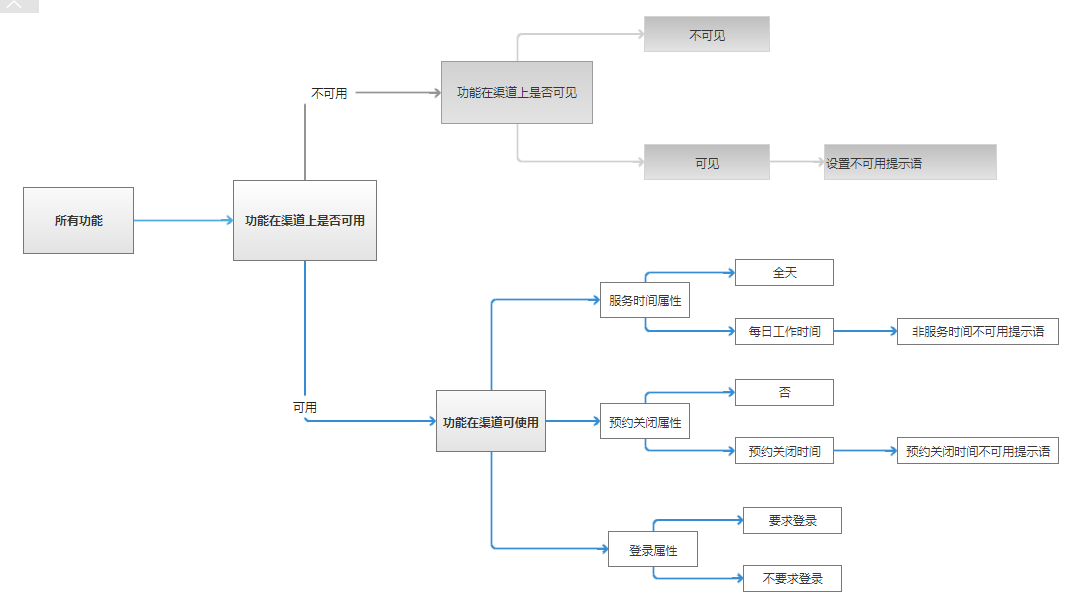 不可见
不可用
功能在渠道上是否可见
可见
设置不可用提示语
所有功能
功能在渠道上是否可用
全天
服务时间属性
每日工作时间
非服务时间不可用提示语
否
可用
功能在渠道可使用
预约关闭属性
预约关闭时间
预约关闭时间不可用提示语
要求登录
登录属性
不要求登录